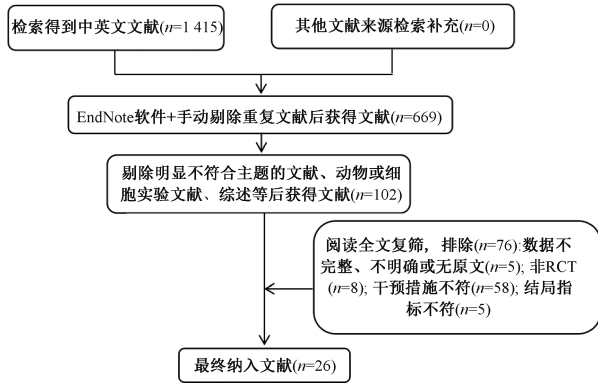 检索得到中英文文献(n=1 415)
其他文献来源检索补充(n=0)
EndNote软件+手动剔除重复文献后获得文献(n=669)
剔除明显不符合主题的文献、动物或细
胞实验文献、综述等后获得文献(n=102)
阅读全文复筛，排除(n=76):数据不
完整、不明确或无原文(n=5); 非RCT
(n=8); 干预措施不符(n=58); 结局指
标不符(n=5)
最终纳入文献(n=26)